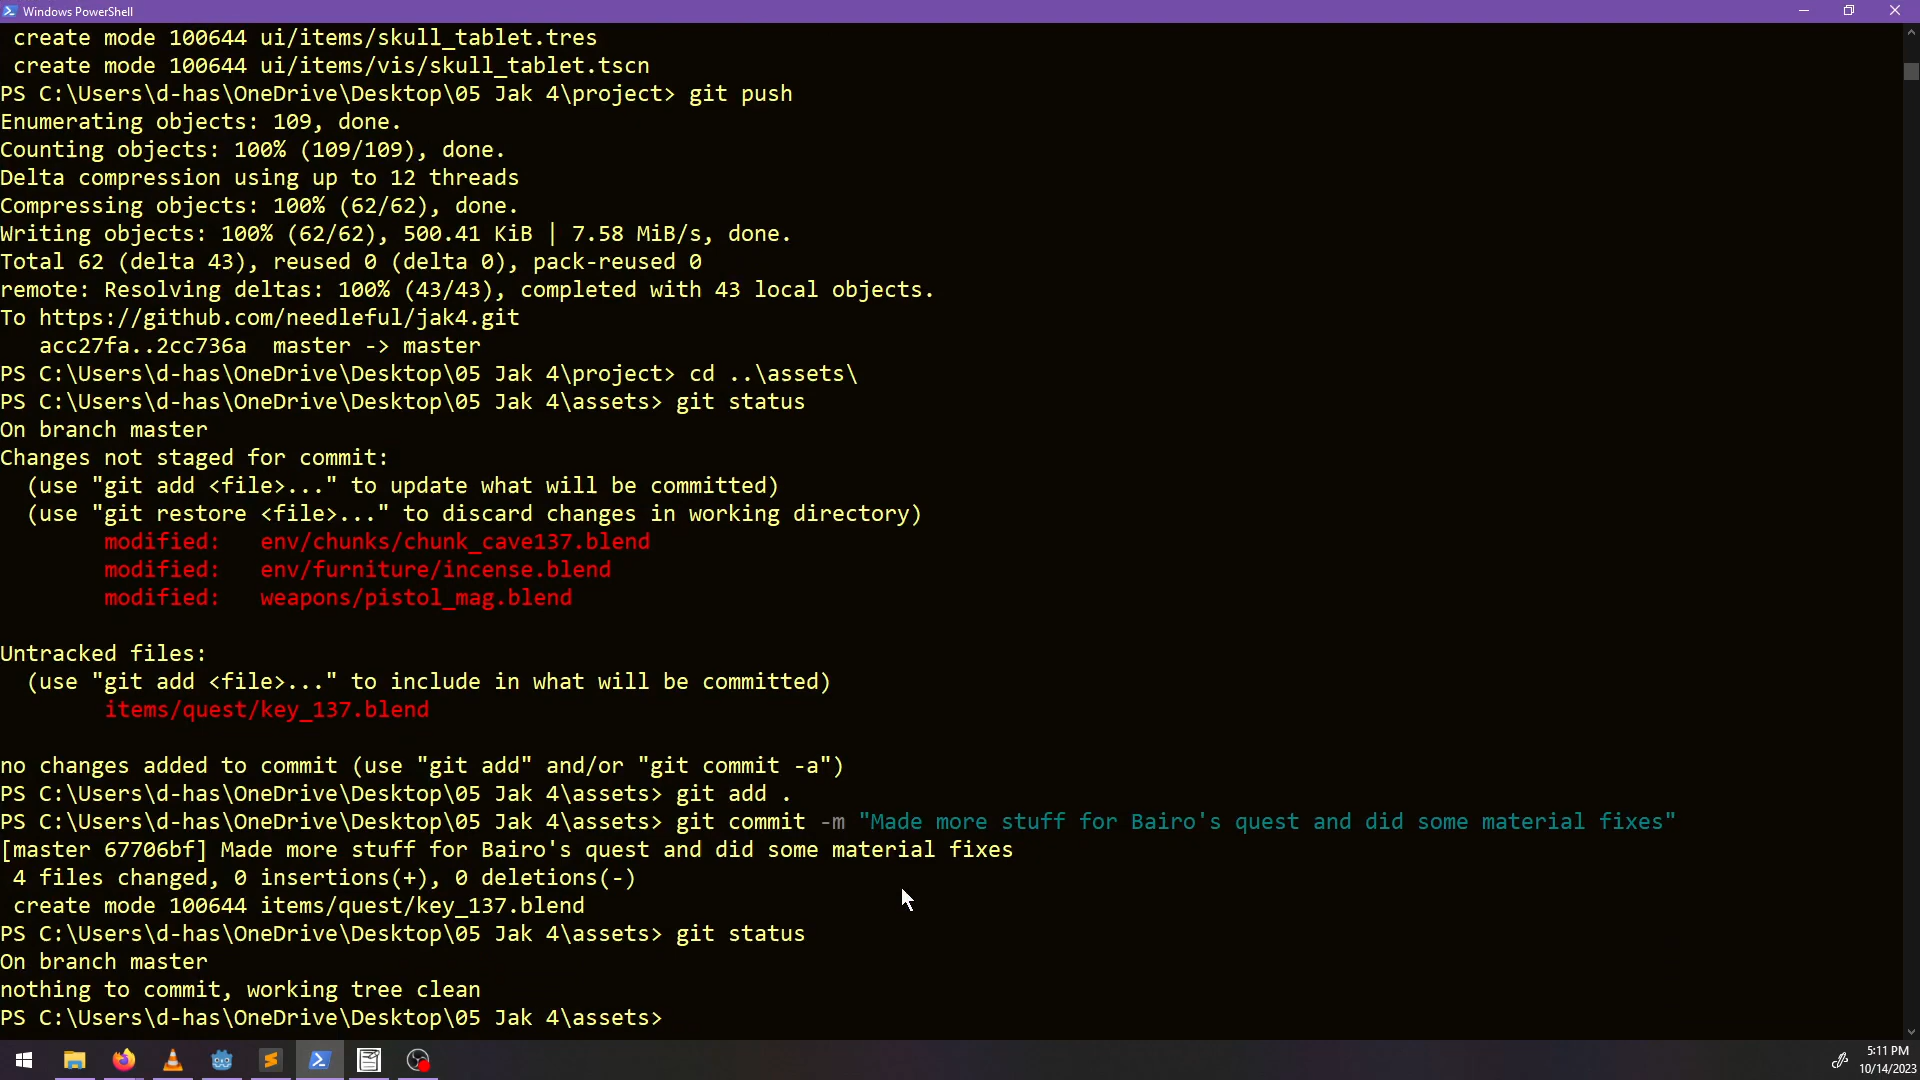 Windows PowerShell
create mode 100644 ui/items/skull_tablet.tres
create mode 100644 ui/items/vis/skull_tablet.tscn
PS C:\Users\d-has\OneDrive\Desktop\05 Jak 4\project> git push
Enumerating objects: 109, done.
Counting objects: 100% (109/109), done.
Delta compression using up to 12 threads
Compressing objects: 100% (62/62), done.
Writing objects: 100% (62/62), 500.41 KiB | 7.58 MiB/s, done.
Total 62 (delta 43), reused 0 (delta 0), pack-reused 0
remote: Resolving deltas: 100% (43/43), completed with 43 local objects.
To https://github.com/needleful/jak4.git
acc27fa..2cc736a  master -> master
PS C:\Users\d-has\OneDrive\Desktop\05 Jak 4\project> cd ..\assets\
PS C:\Users\d-has\OneDrive\Desktop\05 Jak 4\assets> git status
On branch master
Changes not staged for commit:
(use "git add <file>..." to update what will be committed)
(use "git restore <file>..." to discard changes in working directory)
modified:   env/chunks/chunk_cave137.blend
modified:   env/furniture/incense.blend
modified:   weapons/pistol_mag.blend
Untracked files:
(use "git add <file>..." to include in what will be committed)
items/quest/key_137.blend
no changes added to commit (use "git add" and/or "git commit -a")
PS C:\Users\d-has\OneDrive\Desktop\05 Jak 4\assets> git add .
PS C:\Users\d-has\OneDrive\Desktop\05 Jak 4\assets> git commit -m "Made more stuff for Bairo's quest and did some material fixes"
[master 67706bf] Made more stuff for Bairo's quest and did some material fixes
4 files changed, 0 insertions(+), 0 deletions(-)
create mode 100644 items/quest/key_137.blend
PS C:\Users\d-has\OneDrive\Desktop\05 Jak 4\assets> git status
On branch master
nothing to commit, working tree clean
PS C:\Users\d-has\OneDrive\Desktop\05 Jak 4\assets>
5:11 PM
10/14/2023